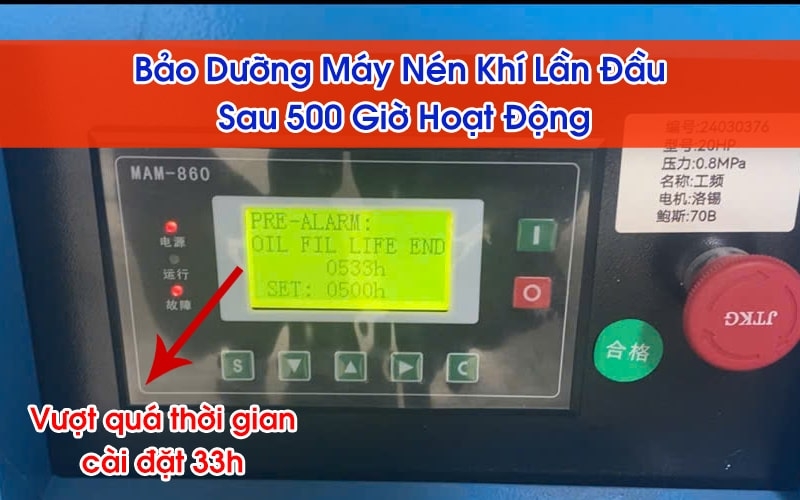 Bảo Dưỡng Máy Nén Khí Lần Đầu
Sau 500 Giờ Hoạt Động
编号:24030376
型号:20HP
压力:0.8MPa
名称:工频
电机:洛锡
鲍斯:70B
MAM-860
电源
运行
故障
PRE-ALARM:
OIL FIL LIFE END
0533h
SET: 0500h
I
O
S
C
合格
JTKG
Vượt quá thời gian
cài đặt 33h